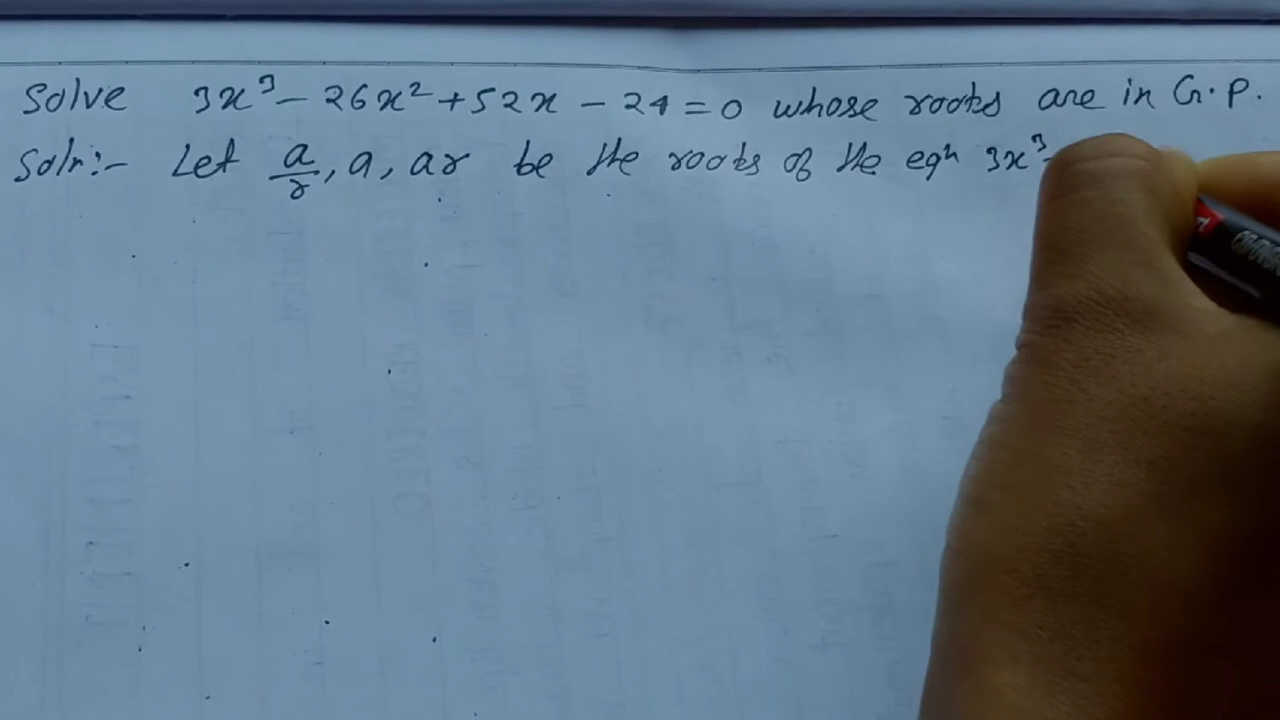 Solve 3x³ - 26x² + 52x - 24 = 0 whose roots are in G.P.
Soln:- Let a/r, a, ar be the roots of the eqn 3x³-